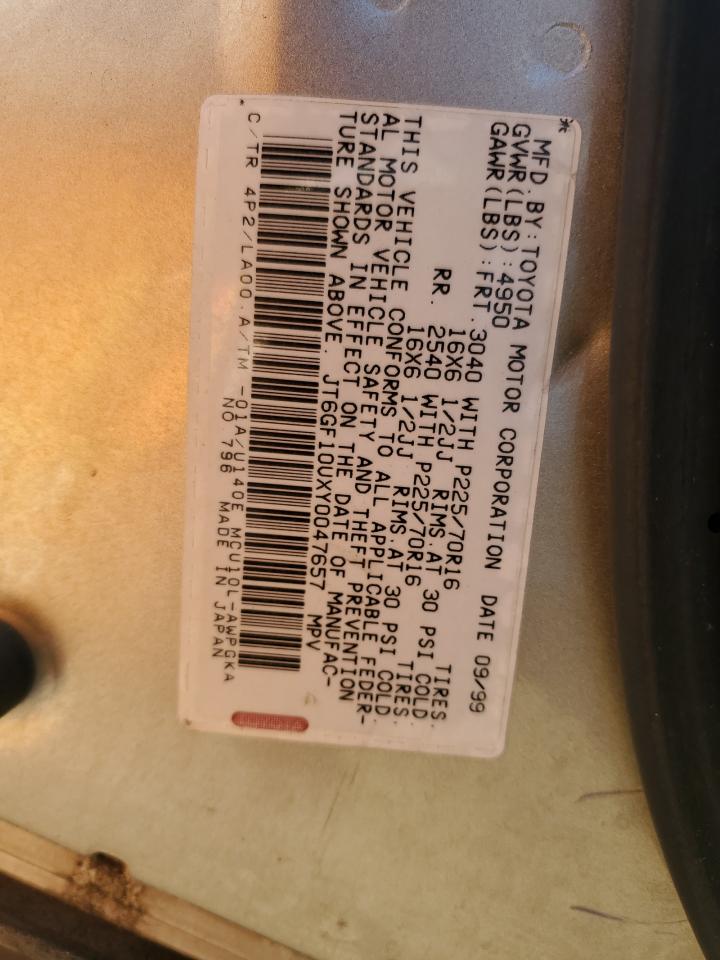 MFD.BY:TOYOTA MOTOR CORPORATION DATE 09/99
GVWR(LBS):4950
GAWR(LBS):FRT.3040 WITH P225/70R16 TIRES.
16X6 1/2JJ RIMS.AT 30 PSI COLD
RR. 2540 WITH P225/70R16 TIRES.
16X6 1/2JJ RIMS.AT 30 PSI COLD.
THIS VEHICLE CONFORMS TO ALL APPLICABLE FEDER-
AL MOTOR VEHICLE SAFETY AND THEFT PREVENTION
STANDARDS IN EFFECT ON THE DATE OF MANUFAC-
TURE SHOWN ABOVE. JT6GF10UXY0047657 MPV
C/TR 4P2/LA00.A/TM -01A/U140E MCU10L-AWPGKA
NO 796 MADE IN JAPAN